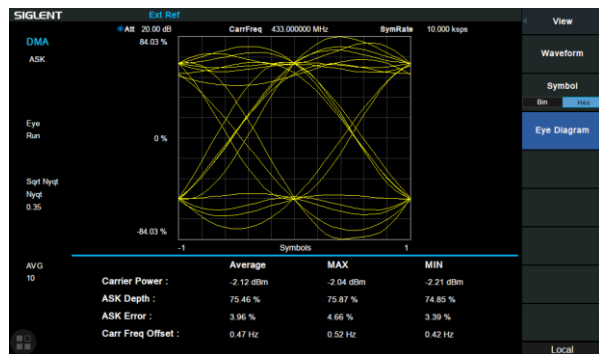 SIGLENT Ext Ref View
Att 20.00 dB CarrFreq 433.000000 MHz SymRate 10.000 ksps
DMA
ASK
84.03 %
Waveform
Symbol
Bin Hex
Eye Diagram
Eye
Run
0 %
Sqrt Nyqt
Nyqt
0.35
-84.03 %
-1 Symbols 1
AVG
10
Average MAX MIN
Carrier Power : -2.12 dBm -2.04 dBm -2.21 dBm
ASK Depth : 75.46 % 75.87 % 74.85 %
ASK Error : 3.96 % 4.66 % 3.39 %
Carr Freq Offset : 0.47 Hz 0.52 Hz 0.42 Hz
Local